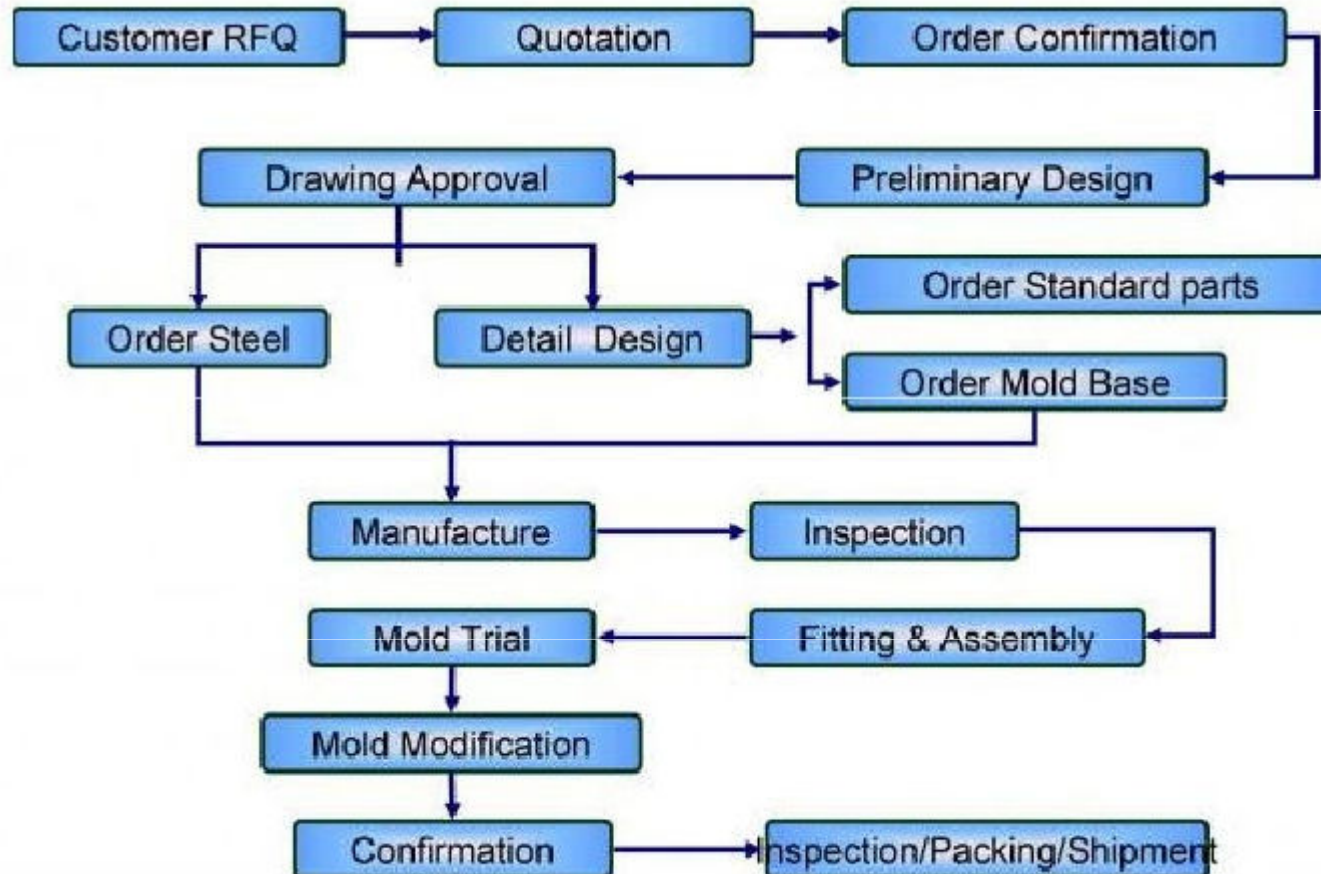 Customer RFQ
Quotation
Order Confirmation
Drawing Approval
Preliminary Design
Order Standard parts
Order Steel
Detail Design
Order Mold Base
Manufacture
Inspection
Mold Trial
Fitting & Assembly
Mold Modification
Confirmation
Inspection/Packing/Shipment